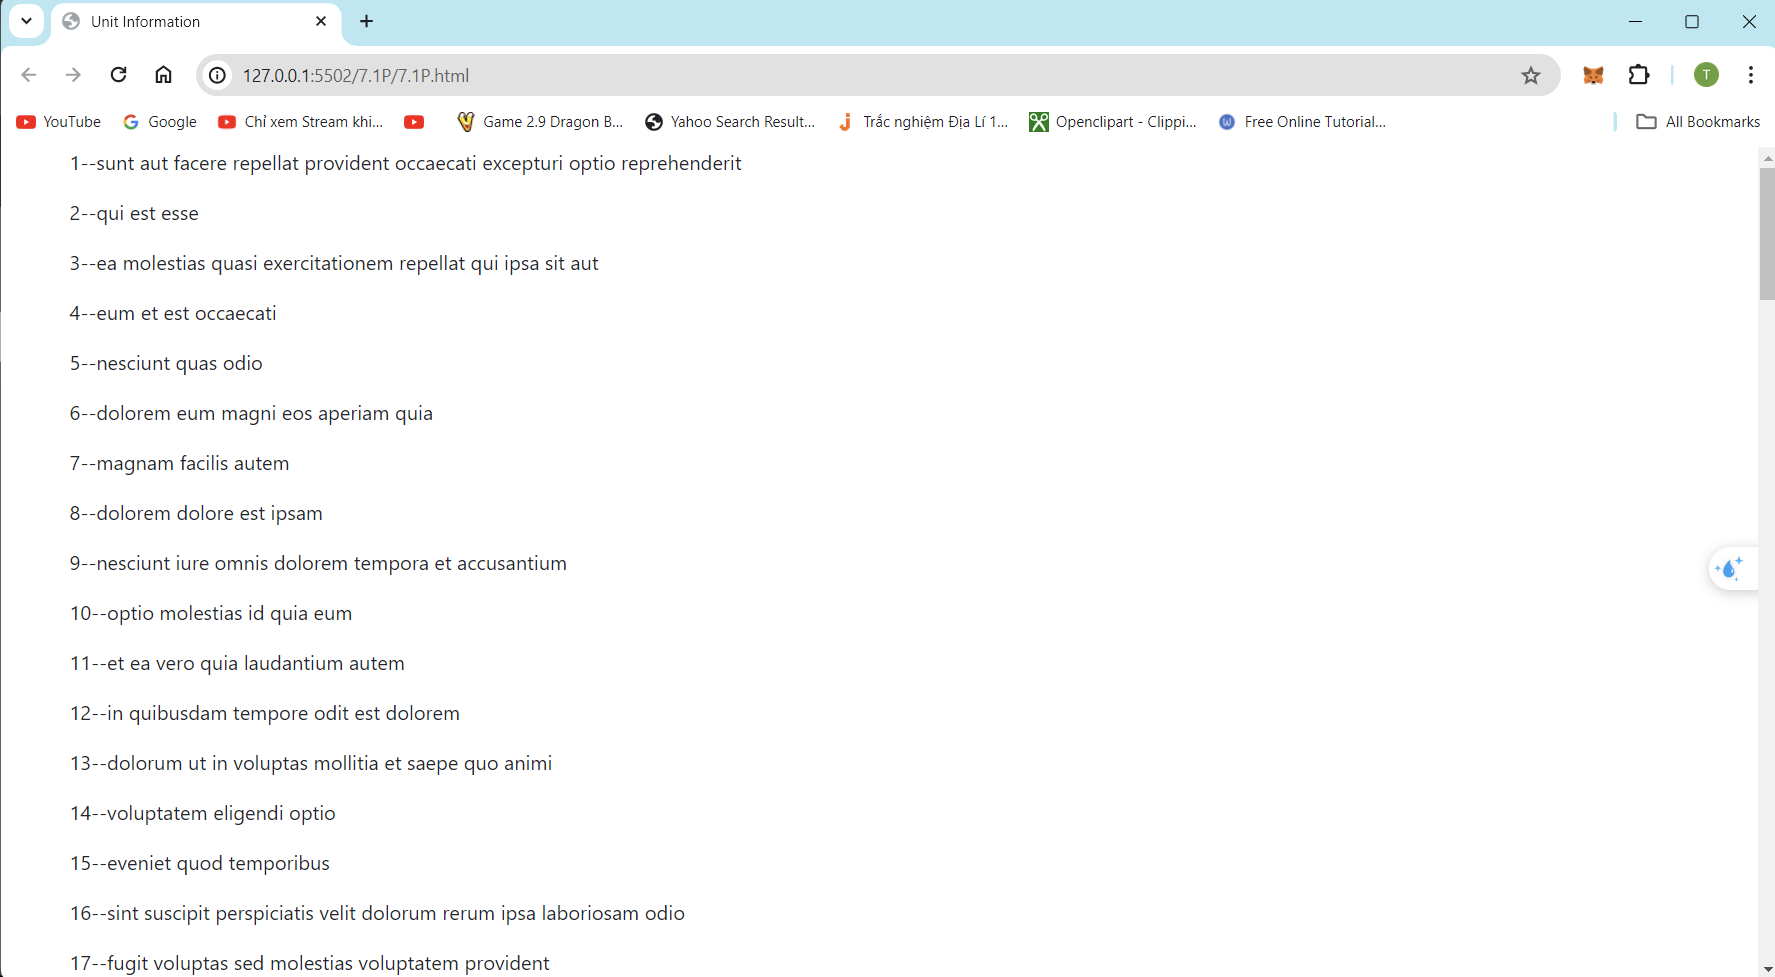 Unit Information
127.0.0.1:5502/7.1P/7.1P.html
T
YouTube Google Chỉ xem Stream khi... Game 2.9 Dragon B... Yahoo Search Result... Trắc nghiệm Địa Lí 1... Openclipart - Clippi... Free Online Tutorial... All Bookmarks
1--sunt aut facere repellat provident occaecati excepturi optio reprehenderit
2--qui est esse
3--ea molestias quasi exercitationem repellat qui ipsa sit aut
4--eum et est occaecati
5--nesciunt quas odio
6--dolorem eum magni eos aperiam quia
7--magnam facilis autem
8--dolorem dolore est ipsam
9--nesciunt iure omnis dolorem tempora et accusantium
10--optio molestias id quia eum
11--et ea vero quia laudantium autem
12--in quibusdam tempore odit est dolorem
13--dolorum ut in voluptas mollitia et saepe quo animi
14--voluptatem eligendi optio
15--eveniet quod temporibus
16--sint suscipit perspiciatis velit dolorum rerum ipsa laboriosam odio
17--fugit voluptas sed molestias voluptatem provident